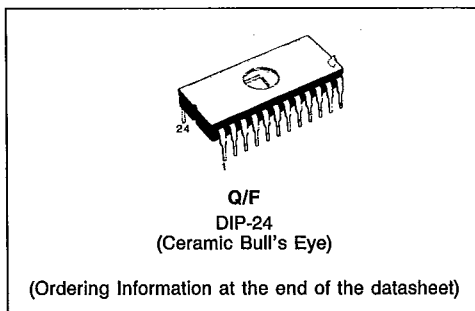 24
1
Q/F
DIP-24
(Ceramic Bull's Eye)
(Ordering Information at the end of the datasheet)